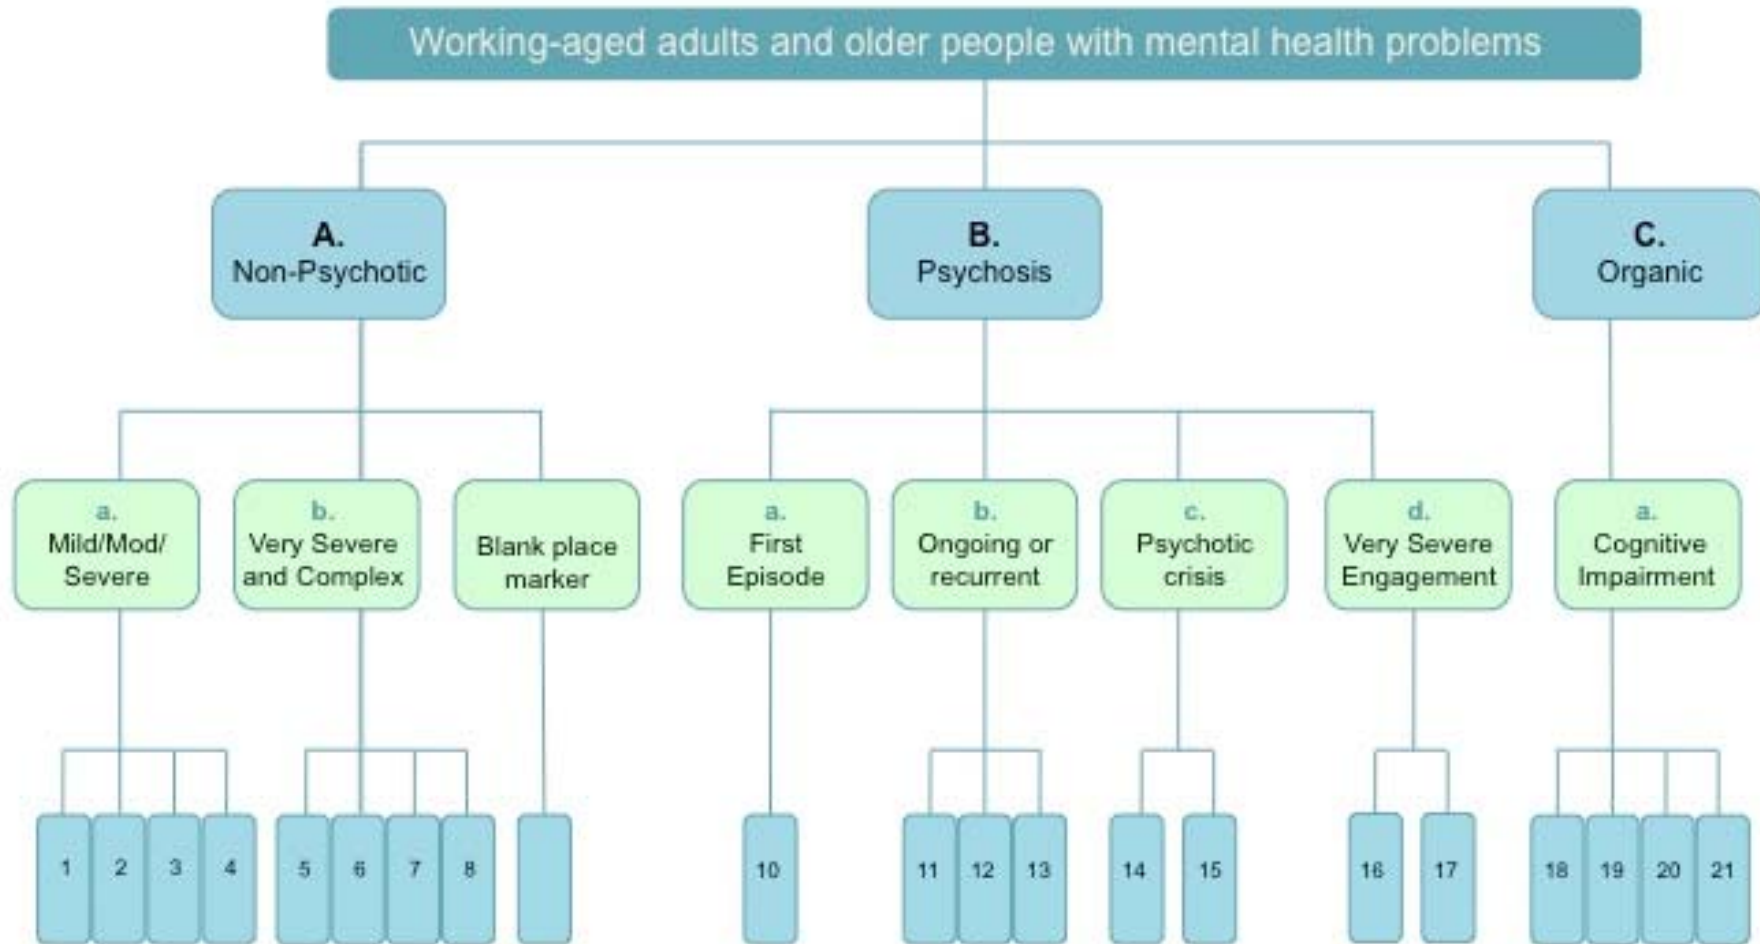 Working-aged adults and older people with mental health problems
A.
Non-Psychotic
B.
Psychosis
C.
Organic
a.
Mild/Mod/
Severe
b.
Very Severe
and Complex
Blank place
marker
a.
First
Episode
b.
Ongoing or
recurrent
c.
Psychotic
crisis
d.
Very Severe
Engagement
a.
Cognitive
Impairment
1
2
3
4
5
6
7
8
10
11
12
13
14
15
16
17
18
19
20
21